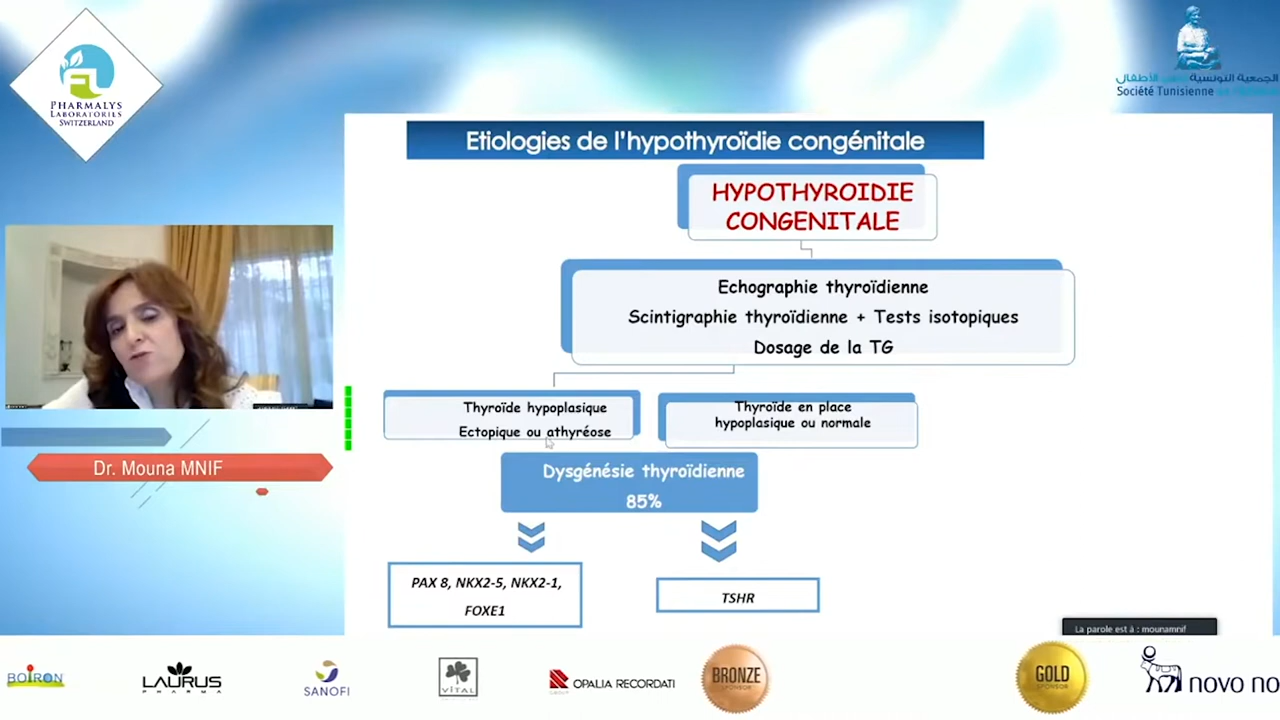 PHARMALYS
LABORATORIES
SWITZERLAND
الجمعية التونسية لطب الأطفال
Société Tunisienne
Etiologies de l'hypothyroïdie congénitale
HYPOTHYROIDIE
CONGENITALE
Echographie thyroïdienne
Scintigraphie thyroïdienne + Tests isotopiques
Dosage de la TG
Thyroïde hypoplasique
Ectopique ou athyréose
Thyroïde en place
hypoplasique ou normale
Dysgénésie thyroïdienne
85%
PAX 8, NKX2-5, NKX2-1,
FOXE1
TSHR
Dr. Mouna MNIF
La parole est à : mounamnif
BOIRON
LAURUS
PHARMA
SANOFI
VITAL
OPALIA RECORDATI
BRONZE
SPONSOR
GOLD
SPONSOR
novo no